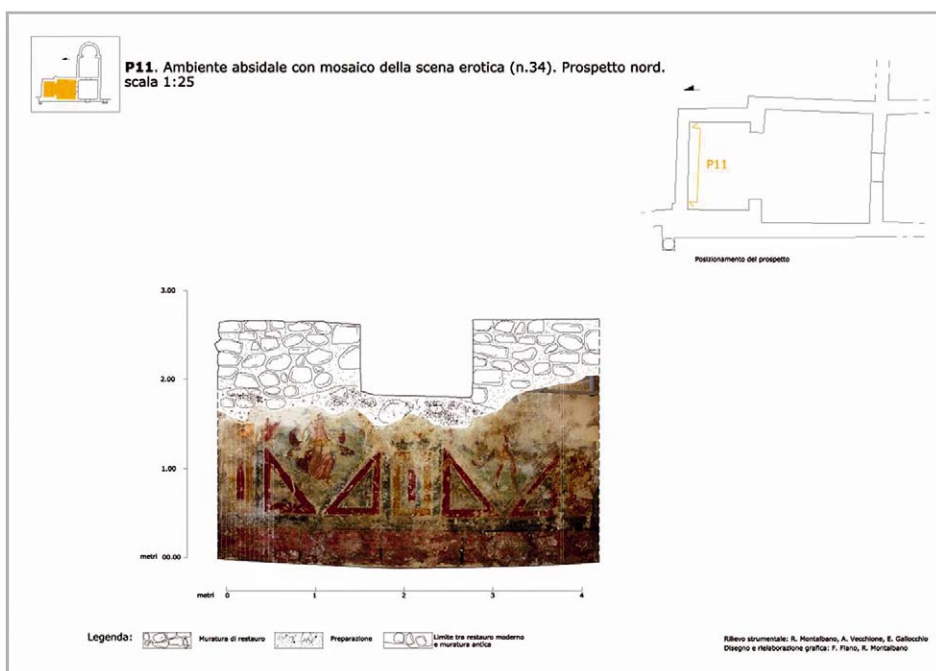 P11. Ambiente absidale con mosaico della scena erotica (n.34). Prospetto nord.
scala 1:25
P11
Posizionamento del prospetto
3.00
2.00
1.00
metri 00.00
metri 0 1 2 3 4
Legenda: Muratura di restauro Preparazione Limite tra restauro moderno
e muratura antica
Rilievo strumentale: R. Montalbano, A. Vecchione, E. Gallocchio
Disegno e rielaborazione grafica: F. Fiano, R. Montalbano